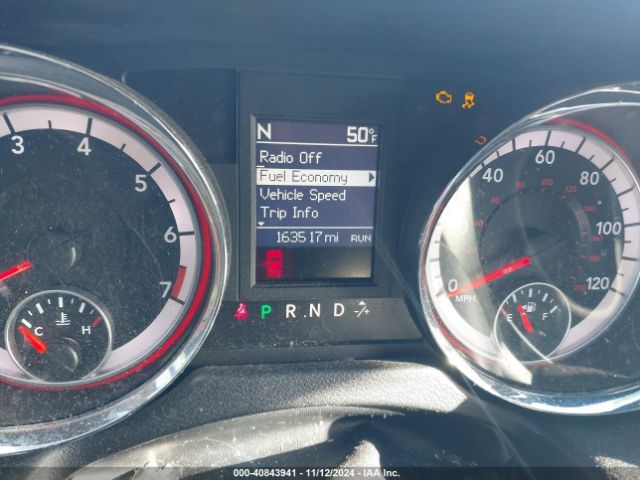 3 4 5 6 7
C H
N 50°F
Radio Off
Fuel Economy
Vehicle Speed
Trip Info
163517 mi RUN
P R N D -/+
0 40 60 80 100 120
MPH
E F
000-40843941 - 11/12/2024 - IAA Inc.